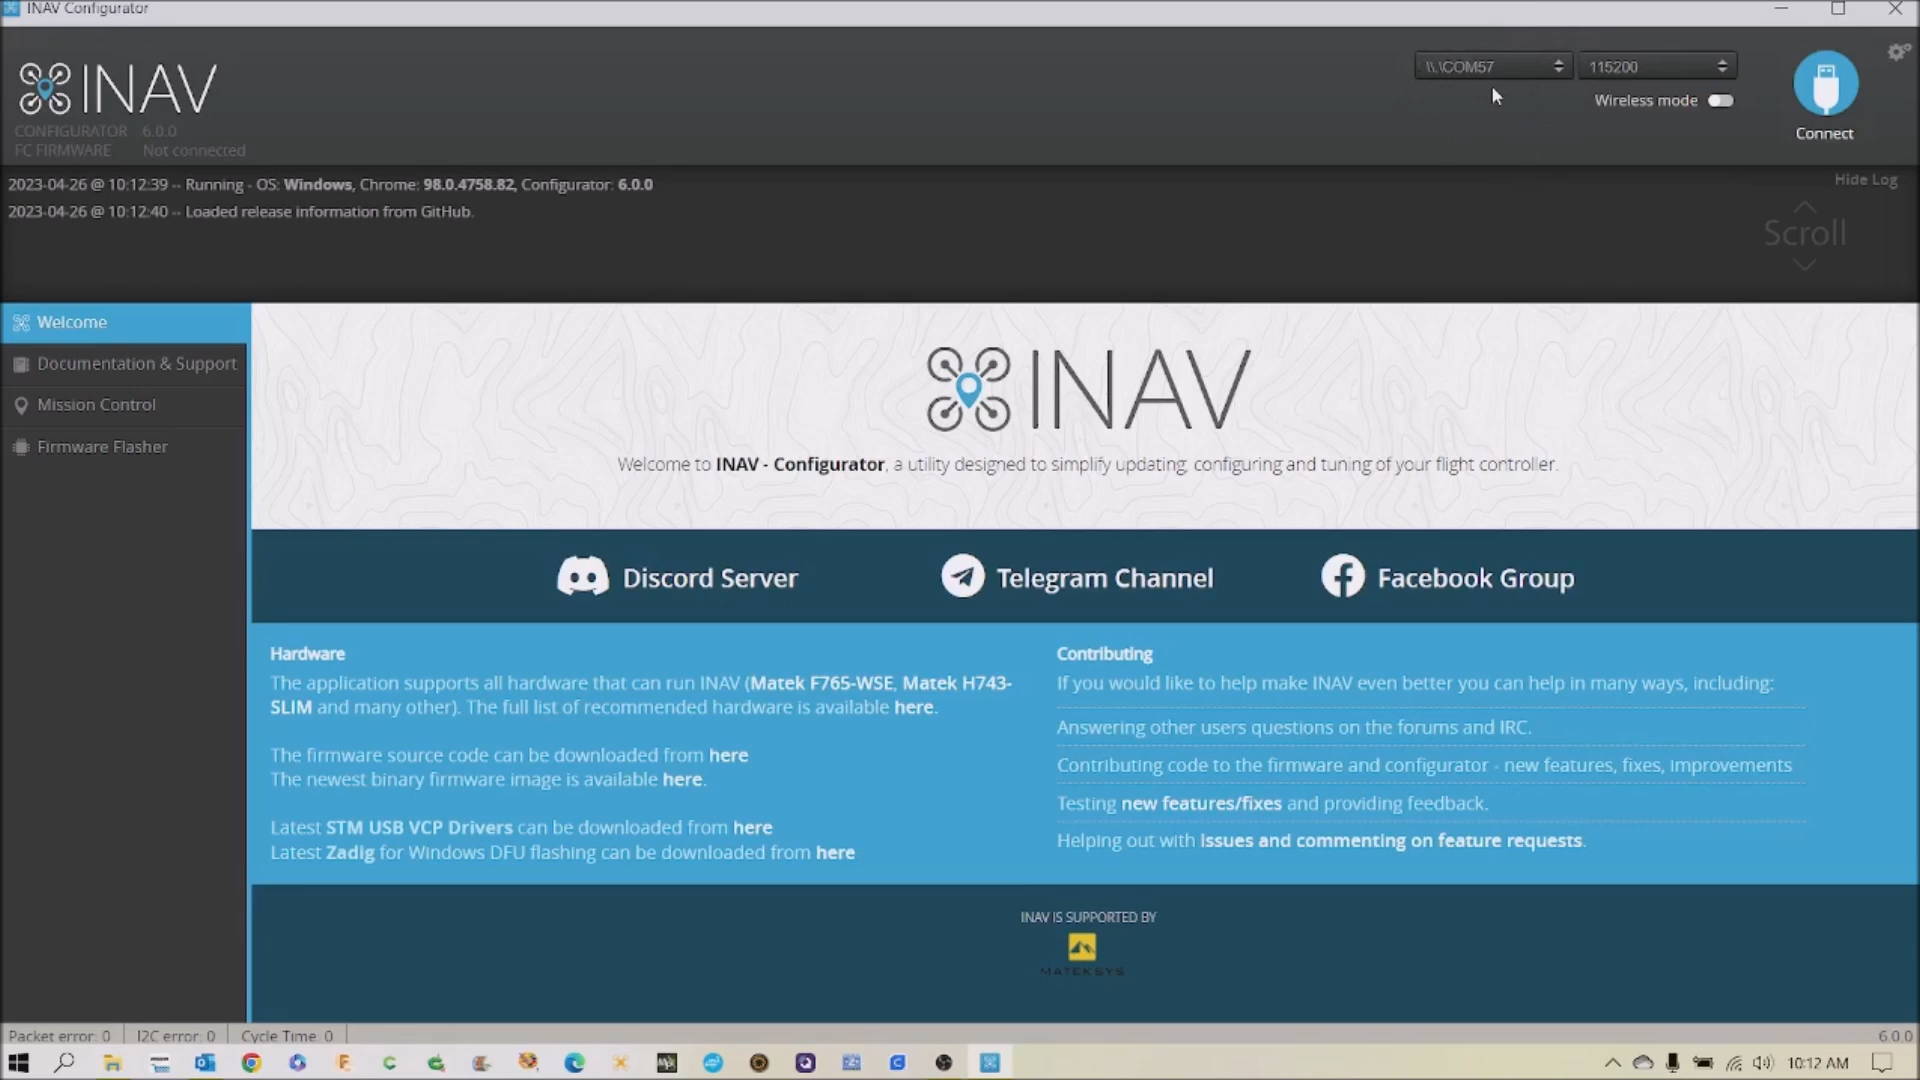 INAV Configurator
INAV
CONFIGURATOR 6.0.0
FC FIRMWARE Not connected
\\.\COM57
115200
Wireless mode
Connect
2023-04-26 @ 10:12:39 -- Running - OS: Windows, Chrome: 98.0.4758.82, Configurator: 6.0.0
2023-04-26 @ 10:12:40 -- Loaded release information from GitHub.
Hide Log
Scroll
Welcome
Documentation & Support
Mission Control
Firmware Flasher
INAV
Welcome to INAV - Configurator, a utility designed to simplify updating, configuring and tuning of your flight controller.
Discord Server
Telegram Channel
Facebook Group
Hardware
The application supports all hardware that can run INAV (Matek F765-WSE, Matek H743-
SLIM and many other). The full list of recommended hardware is available here.
The firmware source code can be downloaded from here
The newest binary firmware image is available here.
Latest STM USB VCP Drivers can be downloaded from here
Latest Zadig for Windows DFU flashing can be downloaded from here
Contributing
If you would like to help make INAV even better you can help in many ways, including:
Answering other users questions on the forums and IRC.
Contributing code to the firmware and configurator - new features, fixes, improvements
Testing new features/fixes and providing feedback.
Helping out with issues and commenting on feature requests.
INAV IS SUPPORTED BY
MATEKSYS
Packet error: 0
I2C error: 0
Cycle Time: 0
6.0.0
10:12 AM